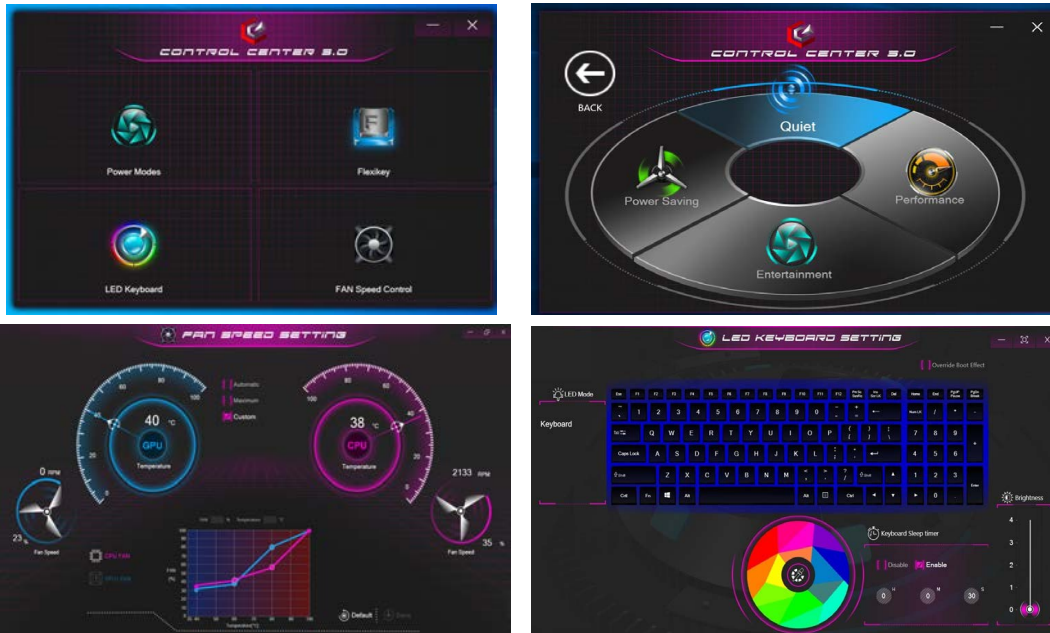 CONTROL CENTER 3.0
Power Modes
Flexikey
LED Keyboard
FAN Speed Control
CONTROL CENTER 3.0
BACK
Quiet
Power Saving
Performance
Entertainment
FAN SPEED SETTING
Automatic
Maximum
Custom
40 °C
GPU
Temperature
38 °C
CPU
Temperature
0 RPM
23 %
Fan Speed
2133 RPM
35 %
Fan Speed
CPU FAN
Temperature(°C)
Default
LED KEYBOARD SETTING
Override Boot Effect
LED Mode
Keyboard
Esc F1 F2 F3 F4 F5 F6 F7 F8 F9 F10 F11 F12
1 2 3 4 5 6 7 8 9 0
7 8 9
Q W E R T Y U I O P
4 5 6
Caps Lock A S D F G H J K L
1 2 3
Z X C V B N M
Ctrl Fn Alt Alt Ctrl 0
Brightness
4
3
2
1
0
Keyboard Sleep timer
Disable Enable
0 H 0 M 30 S